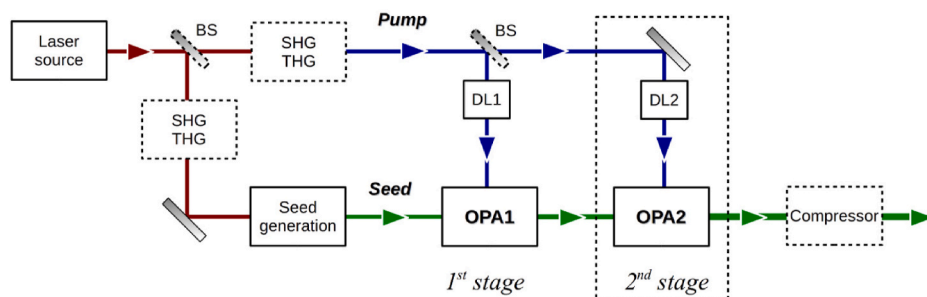 Laser
source
BS
SHG
THG
Pump
BS
DL1
DL2
SHG
THG
Seed
generation
Seed
OPA1
OPA2
Compressor
1st stage
2nd stage